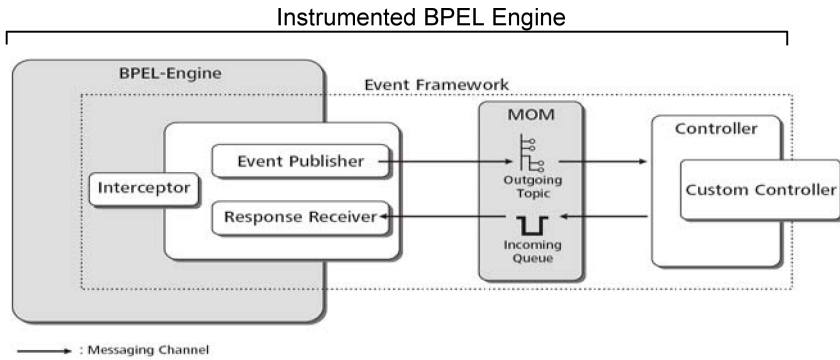 Instrumented BPEL Engine
BPEL-Engine
Event Framework
MOM
Controller
Event Publisher
Interceptor
Outgoing
Topic
Custom Controller
Response Receiver
Incoming
Queue
: Messaging Channel